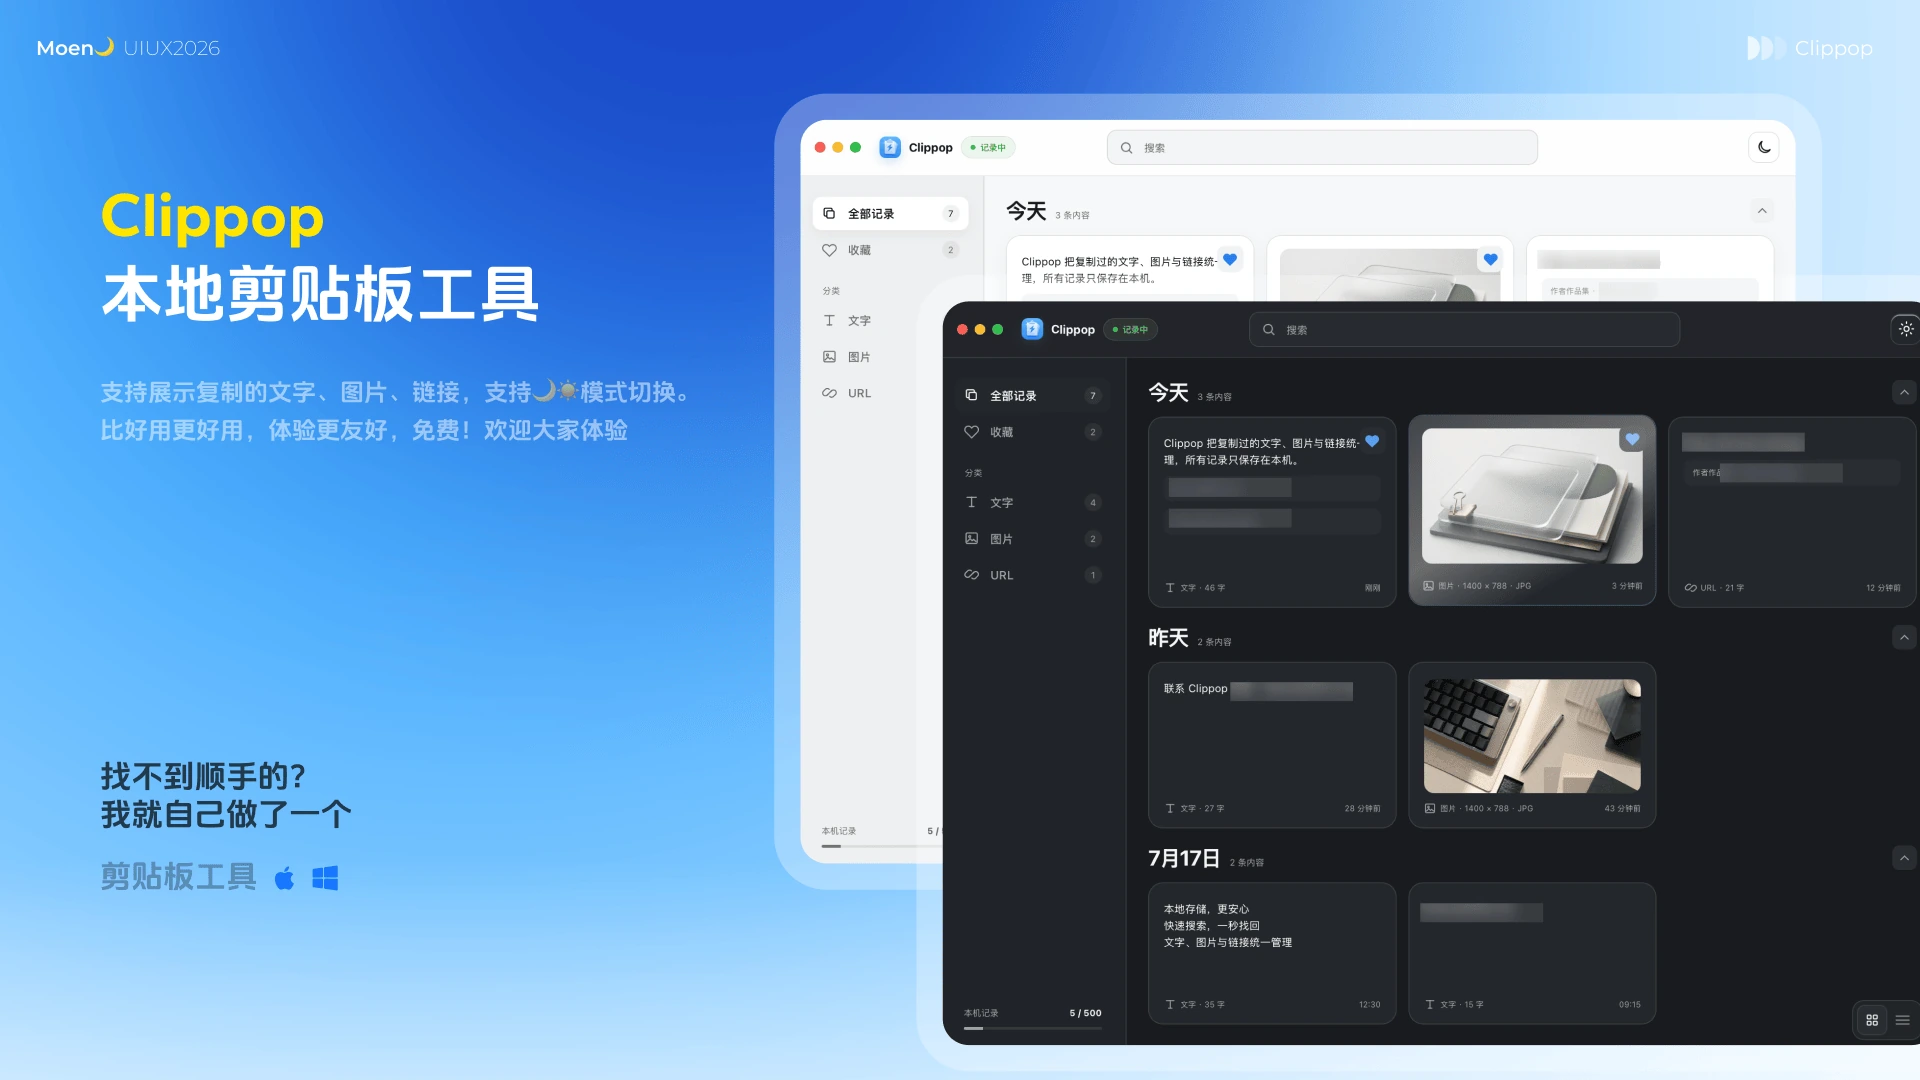 Moen🌙 UIUX2026
Clippop
Clippop
本地剪贴板工具
支持展示复制的文字、图片、链接，支持🌙☀️模式切换。
比好用更好用，体验更友好，免费！欢迎大家体验
找不到顺手的？
我就自己做了一个
剪贴板工具
Clippop
记录中
搜索
全部记录 7
收藏 2
分类
文字
图片
URL
本机记录 5 /
今天 3 条内容
Clippop 把复制过的文字、图片与链接统一
理，所有记录只保存在本机。
作者作品集 ·
Clippop
记录中
搜索
全部记录 7
收藏 2
分类
文字 4
图片 2
URL 1
本机记录 5 / 500
今天 3 条内容
Clippop 把复制过的文字、图片与链接统一
理，所有记录只保存在本机。
文字 · 46 字 刚刚
图片 · 1400 × 788 · JPG 3 分钟前
作者作品
URL · 21 字 12 分钟前
昨天 2 条内容
联系 Clippop
文字 · 27 字 28 分钟前
图片 · 1400 × 788 · JPG 43 分钟前
7月17日 2 条内容
本地存储，更安心
快速搜索，一秒找回
文字、图片与链接统一管理
文字 · 35 字 12:30
文字 · 15 字 09:15